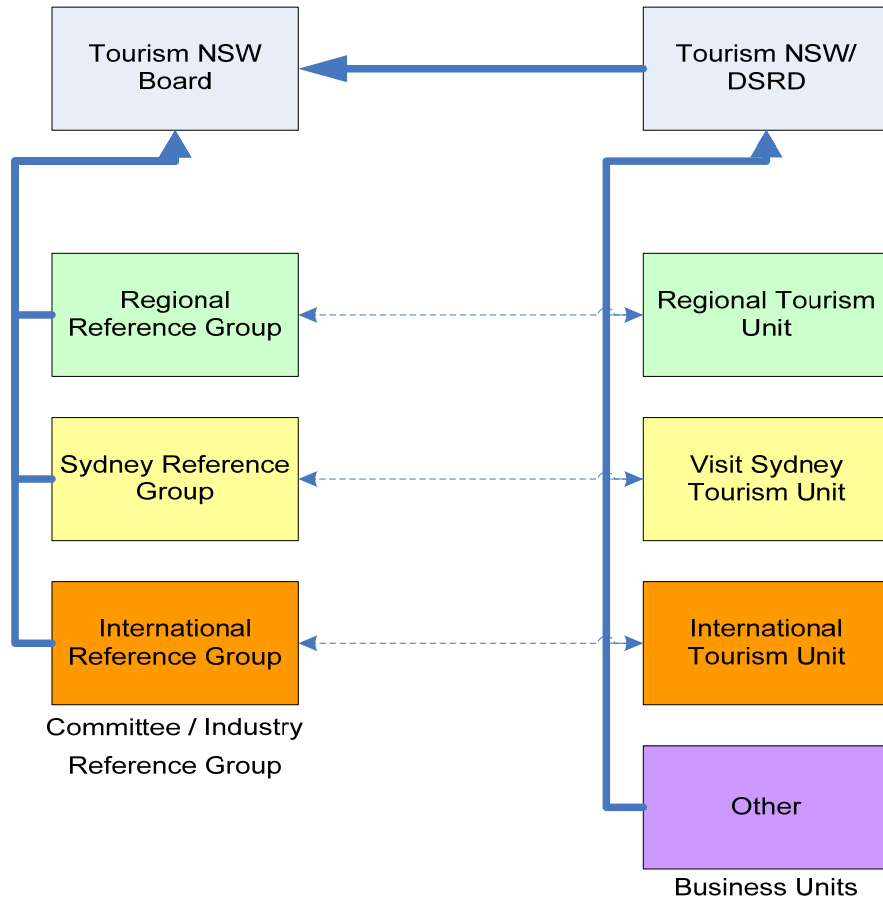 Tourism NSW
Board
Tourism NSW/
DSRD
Regional
Reference Group
Regional Tourism
Unit
Sydney Reference
Group
Visit Sydney
Tourism Unit
International
Reference Group
International
Tourism Unit
Committee / Industry
Reference Group
Other
Business Units